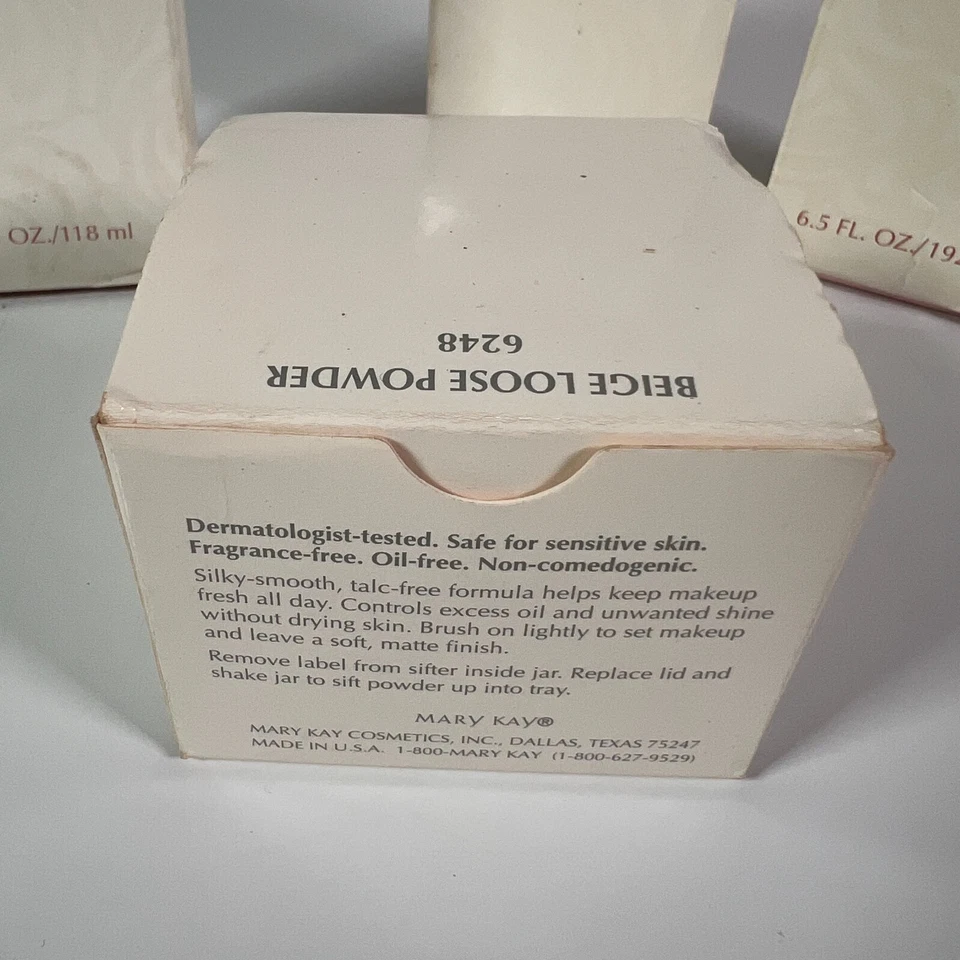 OZ./118 ml
6.5 FL. OZ./192
6248
BEIGE LOOSE POWDER
Dermatologist-tested. Safe for sensitive skin.
Fragrance-free. Oil-free. Non-comedogenic.
Silky-smooth, talc-free formula helps keep makeup
fresh all day. Controls excess oil and unwanted shine
without drying skin. Brush on lightly to set makeup
and leave a soft, matte finish.
Remove label from sifter inside jar. Replace lid and
shake jar to sift powder up into tray.
MARY KAY®
MARY KAY COSMETICS, INC., DALLAS, TEXAS 75247
MADE IN U.S.A. 1-800-MARY KAY (1-800-627-9529)